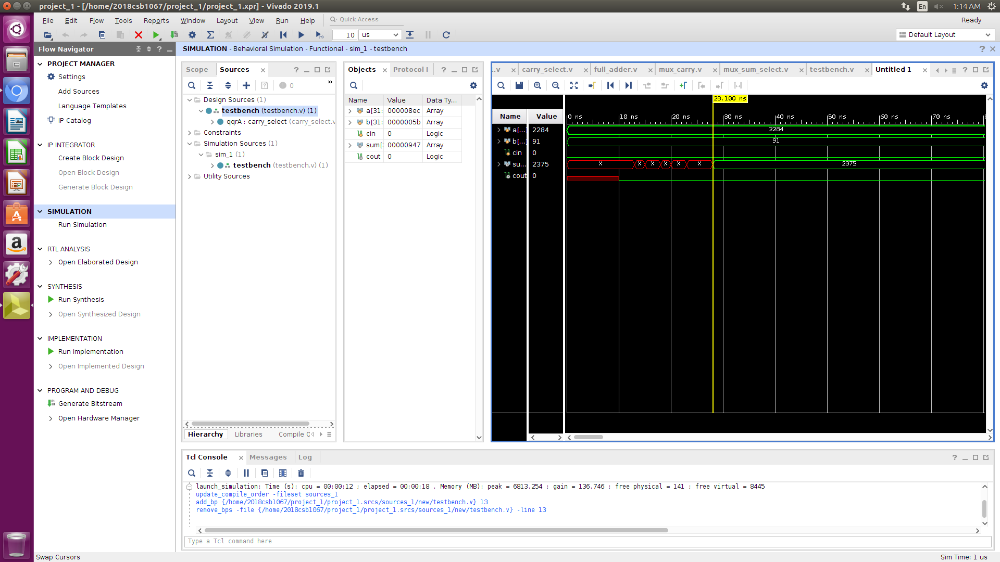 project_1 - [/home/2018csb1067/project_1/project_1.xpr] - Vivado 2019.1
En
1:14 AM
File Edit Flow Tools Reports Window Layout View Run Help
Quick Access
Ready
10 us
Default Layout
Flow Navigator
SIMULATION - Behavioral Simulation - Functional - sim_1 - testbench
PROJECT MANAGER
Settings
Add Sources
Language Templates
IP Catalog
IP INTEGRATOR
Create Block Design
Open Block Design
Generate Block Design
SIMULATION
Run Simulation
RTL ANALYSIS
Open Elaborated Design
SYNTHESIS
Run Synthesis
Open Synthesized Design
IMPLEMENTATION
Run Implementation
Open Implemented Design
PROGRAM AND DEBUG
Generate Bitstream
Open Hardware Manager
Scope Sources
0
Design Sources (1)
testbench (testbench.v) (1)
qqrA : carry_select (carry_select.v
Constraints
Simulation Sources (1)
sim_1 (1)
testbench (testbench.v) (1)
Utility Sources
Hierarchy Libraries Compile O
Objects Protocol I
Name Value Data Ty...
a[31: 000008ec Array
b[31: 0000005b Array
cin 0 Logic
sum[ 00000947 Array
cout 0 Logic
.v carry_select.v full_adder.v mux_carry.v mux_sum_select.v testbench.v Untitled 1
28.100 ns
Name Value
0 ns 10 ns 20 ns 30 ns 40 ns 50 ns 60 ns 70 ns 8
a[...] 2284 2284
b[...] 91 91
cin 0
su... 2375 X X X X X X 2375
cout 0
Tcl Console Messages Log
launch_simulation: Time (s): cpu = 00:00:12 ; elapsed = 00:00:18 . Memory (MB): peak = 6813.254 ; gain = 136.746 ; free physical = 141 ; free virtual = 8445
update_compile_order -fileset sources_1
add_bp {/home/2018csb1067/project_1/project_1.srcs/sources_1/new/testbench.v} 13
remove_bps -file {/home/2018csb1067/project_1/project_1.srcs/sources_1/new/testbench.v} -line 13
Type a Tcl command here
Swap Cursors
Sim Time: 1 us